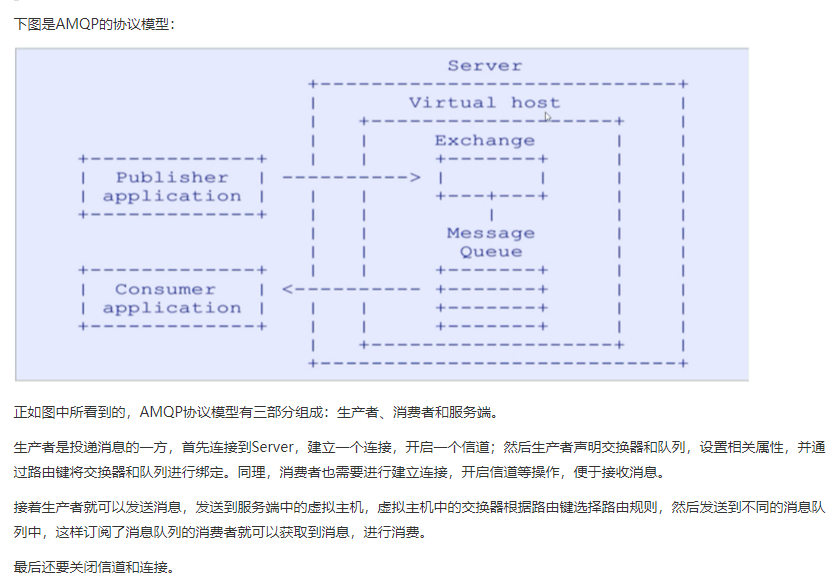 下图是AMQP的协议模型：
Server
Virtual host
Exchange
Publisher
application
Message
Queue
Consumer
application
正如图中所看到的，AMQP协议模型有三部分组成：生产者、消费者和服务端。
生产者是投递消息的一方，首先连接到Server，建立一个连接，开启一个信道；然后生产者声明交换器和队列，设置相关属性，并通
过路由键将交换器和队列进行绑定。同理，消费者也需要进行建立连接，开启信道等操作，便于接收消息。
接着生产者就可以发送消息，发送到服务端中的虚拟主机，虚拟主机中的交换器根据路由键选择路由规则，然后发送到不同的消息队
列中，这样订阅了消息队列的消费者就可以获取到消息，进行消费。
最后还要关闭信道和连接。